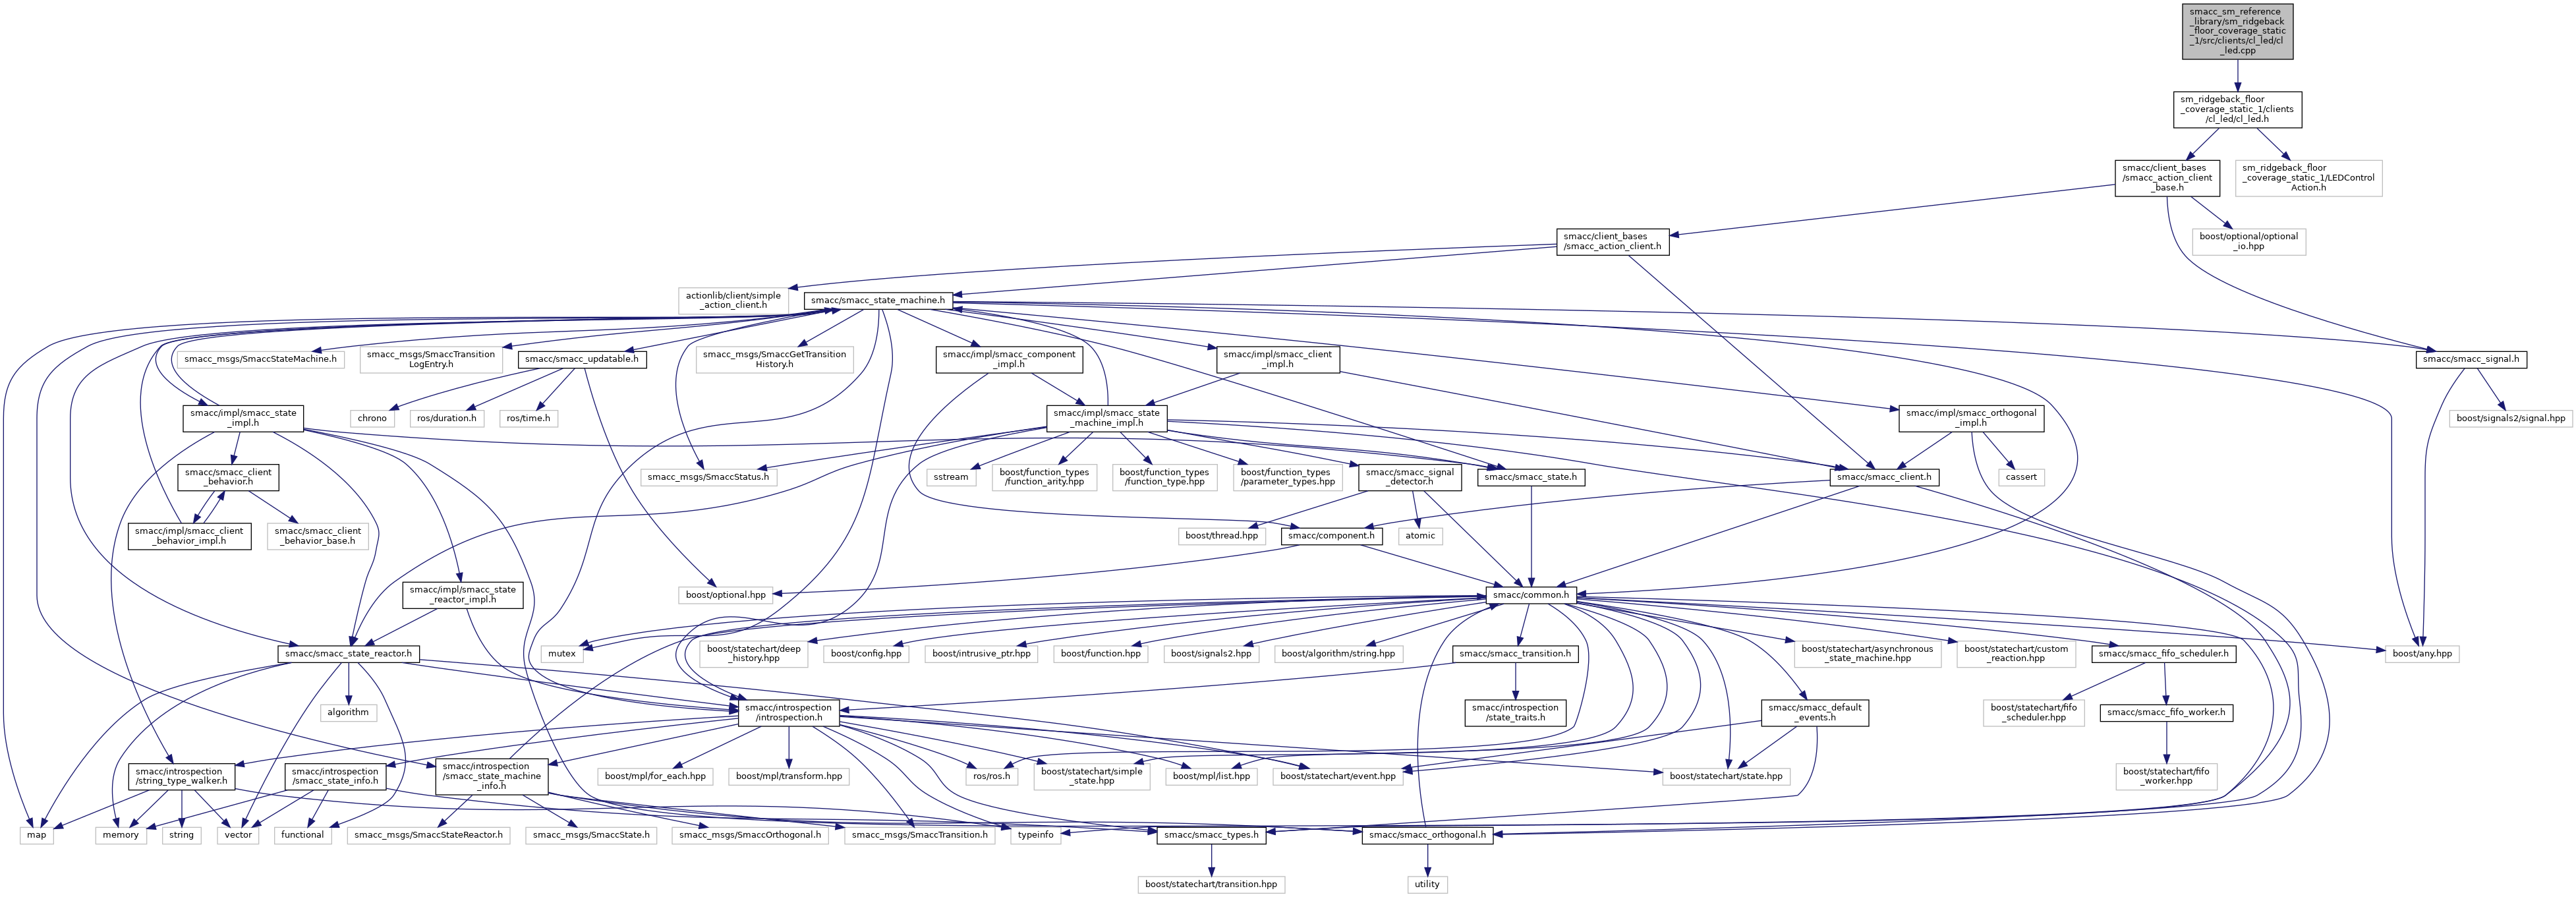 smacc_sm_reference
_library/sm_ridgeback
_floor_coverage_static
_1/src/clients/cl_led/cl
_led.cpp
sm_ridgeback_floor
_coverage_static_1/clients
/cl_led/cl_led.h
smacc/client_bases
/smacc_action_client
_base.h
sm_ridgeback_floor
_coverage_static_1/LEDControl
Action.h
smacc/client_bases
/smacc_action_client.h
boost/optional/optional
_io.hpp
actionlib/client/simple
_action_client.h
smacc/smacc_state_machine.h
smacc_msgs/SmaccStateMachine.h
smacc_msgs/SmaccTransition
LogEntry.h
smacc/smacc_updatable.h
smacc_msgs/SmaccGetTransition
History.h
smacc/impl/smacc_component
_impl.h
smacc/impl/smacc_client
_impl.h
smacc/smacc_signal.h
smacc/impl/smacc_state
_impl.h
chrono
ros/duration.h
ros/time.h
smacc/impl/smacc_state
_machine_impl.h
smacc/impl/smacc_orthogonal
_impl.h
boost/signals2/signal.hpp
smacc/smacc_client
_behavior.h
smacc_msgs/SmaccStatus.h
sstream
boost/function_types
/function_arity.hpp
boost/function_types
/function_type.hpp
boost/function_types
/parameter_types.hpp
smacc/smacc_signal
_detector.h
smacc/smacc_state.h
smacc/smacc_client.h
cassert
smacc/impl/smacc_client
_behavior_impl.h
smacc/smacc_client
_behavior_base.h
boost/thread.hpp
smacc/component.h
atomic
smacc/impl/smacc_state
_reactor_impl.h
boost/optional.hpp
smacc/common.h
smacc/smacc_state_reactor.h
mutex
boost/statechart/deep
_history.hpp
boost/config.hpp
boost/intrusive_ptr.hpp
boost/function.hpp
boost/signals2.hpp
boost/algorithm/string.hpp
smacc/smacc_transition.h
boost/statechart/asynchronous
_state_machine.hpp
boost/statechart/custom
_reaction.hpp
smacc/smacc_fifo_scheduler.h
boost/any.hpp
algorithm
smacc/introspection
/introspection.h
smacc/introspection
/state_traits.h
smacc/smacc_default
_events.h
boost/statechart/fifo
_scheduler.hpp
smacc/smacc_fifo_worker.h
smacc/introspection
/string_type_walker.h
smacc/introspection
/smacc_state_info.h
smacc/introspection
/smacc_state_machine
_info.h
boost/mpl/for_each.hpp
boost/mpl/transform.hpp
ros/ros.h
boost/statechart/simple
_state.hpp
boost/mpl/list.hpp
boost/statechart/event.hpp
boost/statechart/state.hpp
boost/statechart/fifo
_worker.hpp
map
memory
string
vector
functional
smacc_msgs/SmaccStateReactor.h
smacc_msgs/SmaccState.h
smacc_msgs/SmaccOrthogonal.h
smacc_msgs/SmaccTransition.h
typeinfo
smacc/smacc_types.h
smacc/smacc_orthogonal.h
boost/statechart/transition.hpp
utility